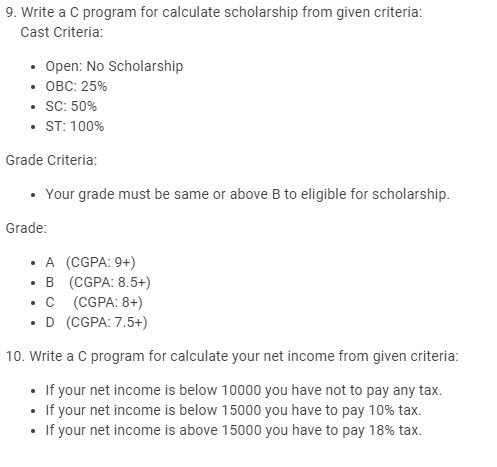 9. Write a C program for calculate scholarship from given criteria:
Cast Criteria:
• Open: No Scholarship
• OBC: 25%
• SC: 50%
• ST: 100%
Grade Criteria:
• Your grade must be same or above B to eligible for scholarship.
Grade:
• A (CGPA: 9+)
• B (CGPA: 8.5+)
• C (CGPA: 8+)
• D (CGPA: 7.5+)
10. Write a C program for calculate your net income from given criteria:
• If your net income is below 10000 you have not to pay any tax.
• If your net income is below 15000 you have to pay 10% tax.
• If your net income is above 15000 you have to pay 18% tax.